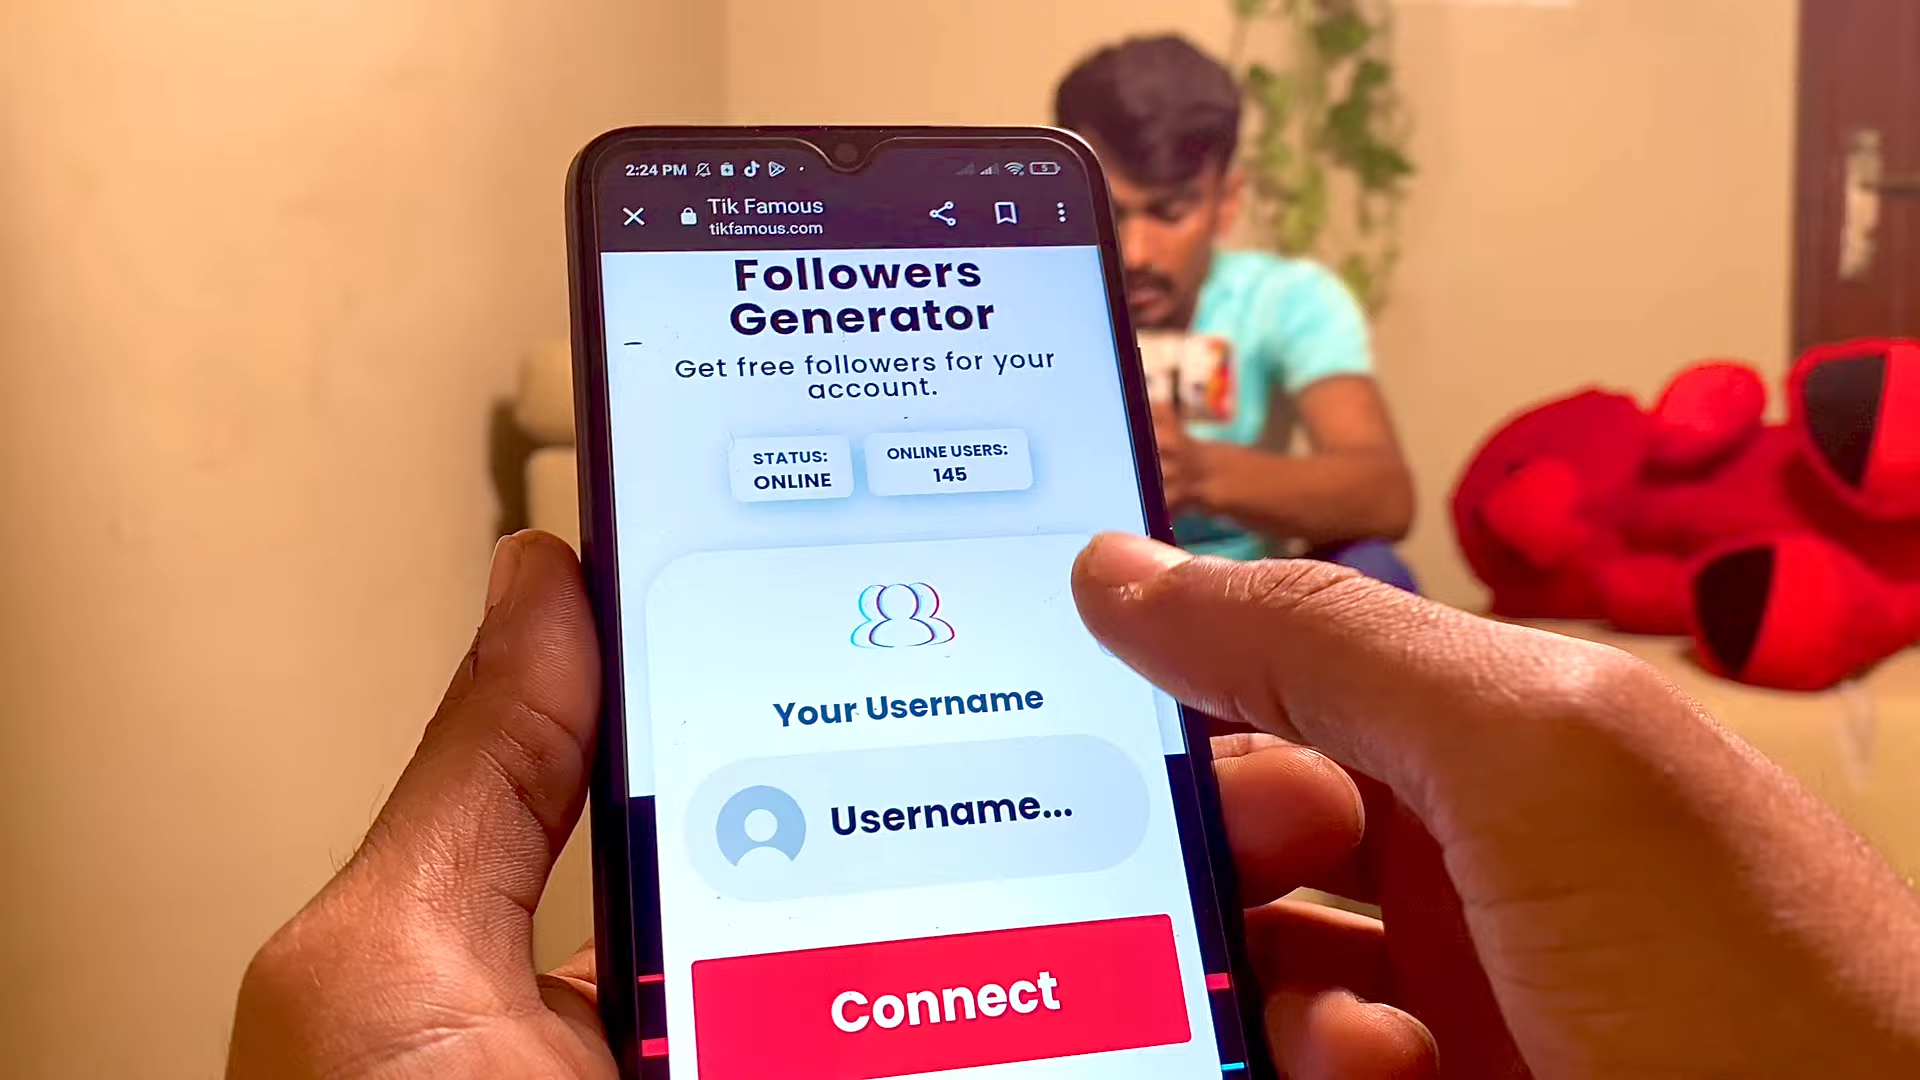 2:24 PM
5
Tik Famous
tikfamous.com
Followers
Generator
Get free followers for your
account.
STATUS:
ONLINE
ONLINE USERS:
145
Your Username
Username...
Connect